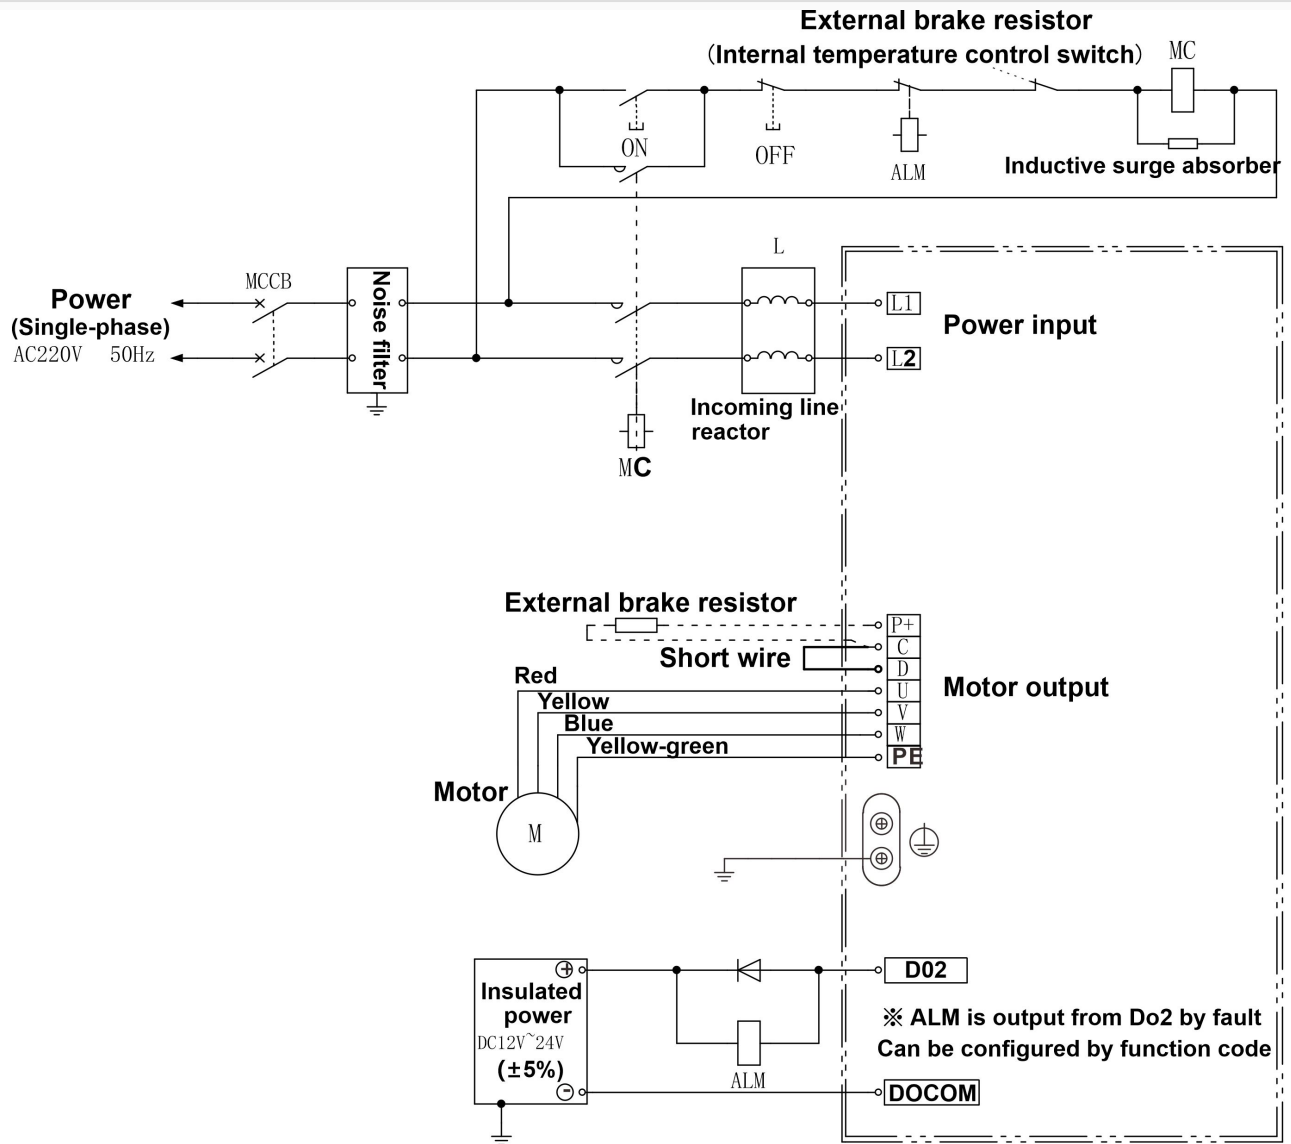 External brake resistor
（Internal temperature control switch）
MC
ON
OFF
ALM
Inductive surge absorber
L
MCCB
Noise filter
Power
(Single-phase)
AC220V 50Hz
L1
L2
Power input
Incoming line
reactor
MC
External brake resistor
P+
C
Short wire
D
Red
U
Motor output
Yellow
V
Blue
W
Yellow-green
PE
Motor
M
Insulated
power
DC12V~24V
(±5%)
+
-
D02
※ ALM is output from Do2 by fault
Can be configured by function code
ALM
DOCOM